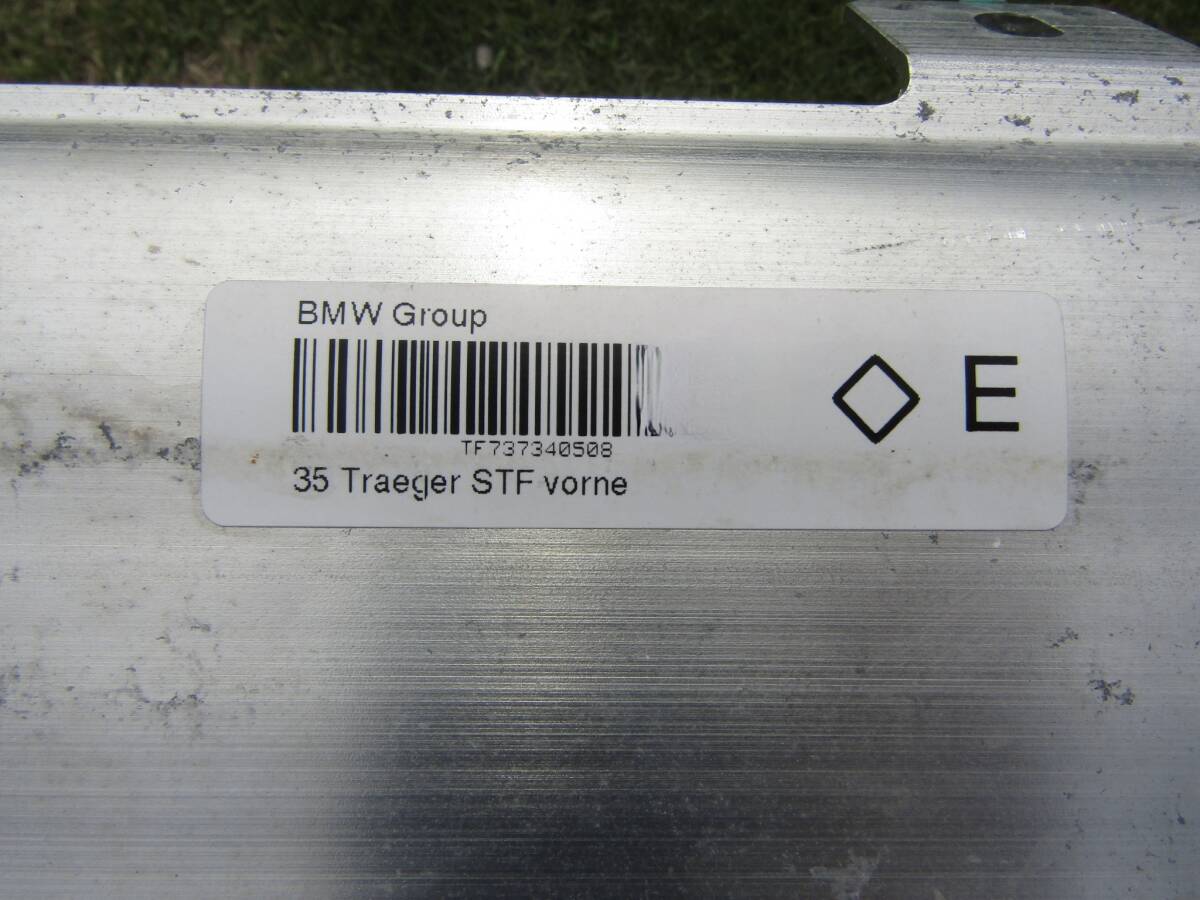 BMW Group
TF737340508
35 Traeger STF vorne
E